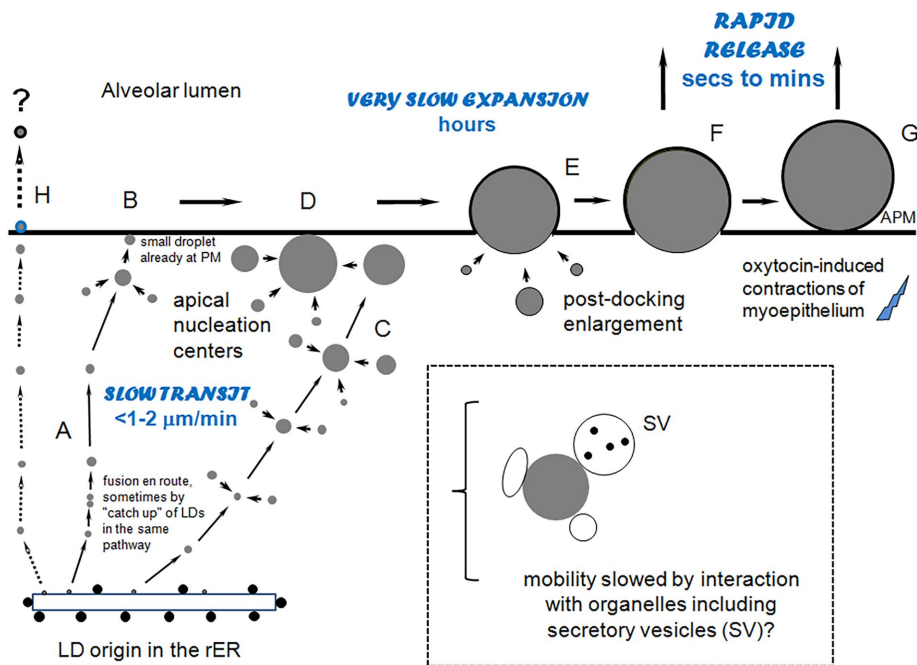 RAPID
RELEASE
secs to mins
?
Alveolar lumen
VERY SLOW EXPANSION
hours
F
G
H
B
D
E
APM
small droplet
already at PM
apical
nucleation
centers
C
post-docking
enlargement
oxytocin-induced
contractions of
myoepithelium
SLOW TRANSIT
<1-2 μm/min
A
fusion en route,
sometimes by
"catch up" of LDs
in the same
pathway
LD origin in the rER
SV
mobility slowed by interaction
with organelles including
secretory vesicles (SV)?